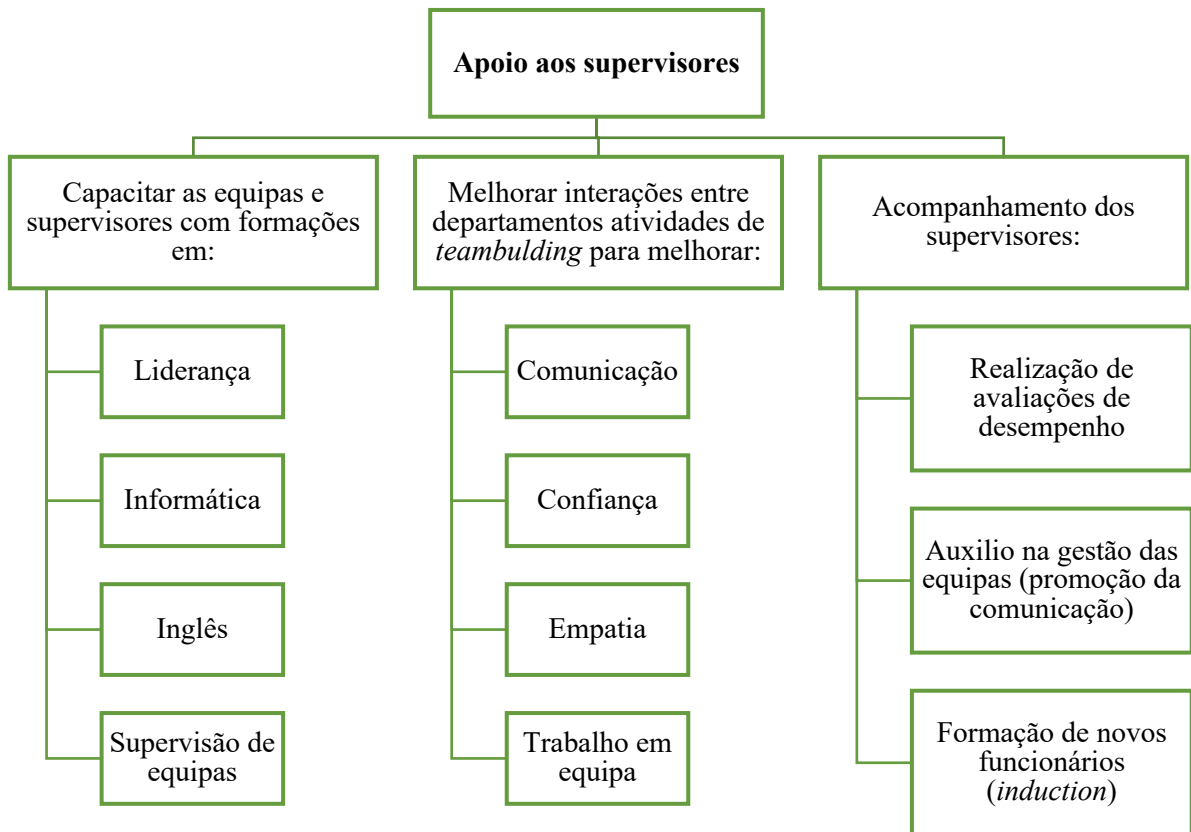 Apoio aos supervisores
Capacitar as equipas e
supervisores com formações
em:
Liderança
Informática
Inglês
Supervisão de
equipas
Melhorar interações entre
departamentos atividades de
teambulding para melhorar:
Comunicação
Confiança
Empatia
Trabalho em
equipa
Acompanhamento dos
supervisores:
Realização de
avaliações de
desempenho
Auxilio na gestão das
equipas (promoção da
comunicação)
Formação de novos
funcionários
(induction)